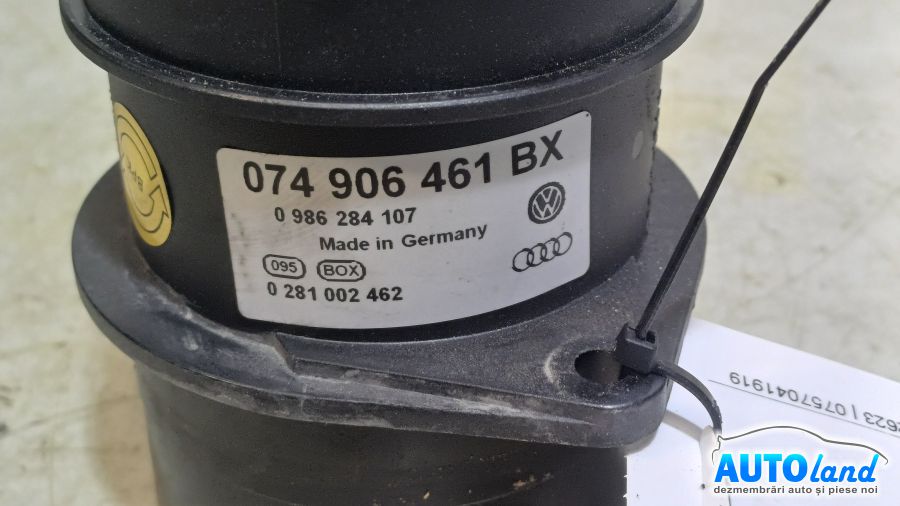 074 906 461 BX
0 986 284 107
Made in Germany
095 BOX
0 281 002 462
2623 | 0757041919
AUTOland
dezmembrări auto și piese noi